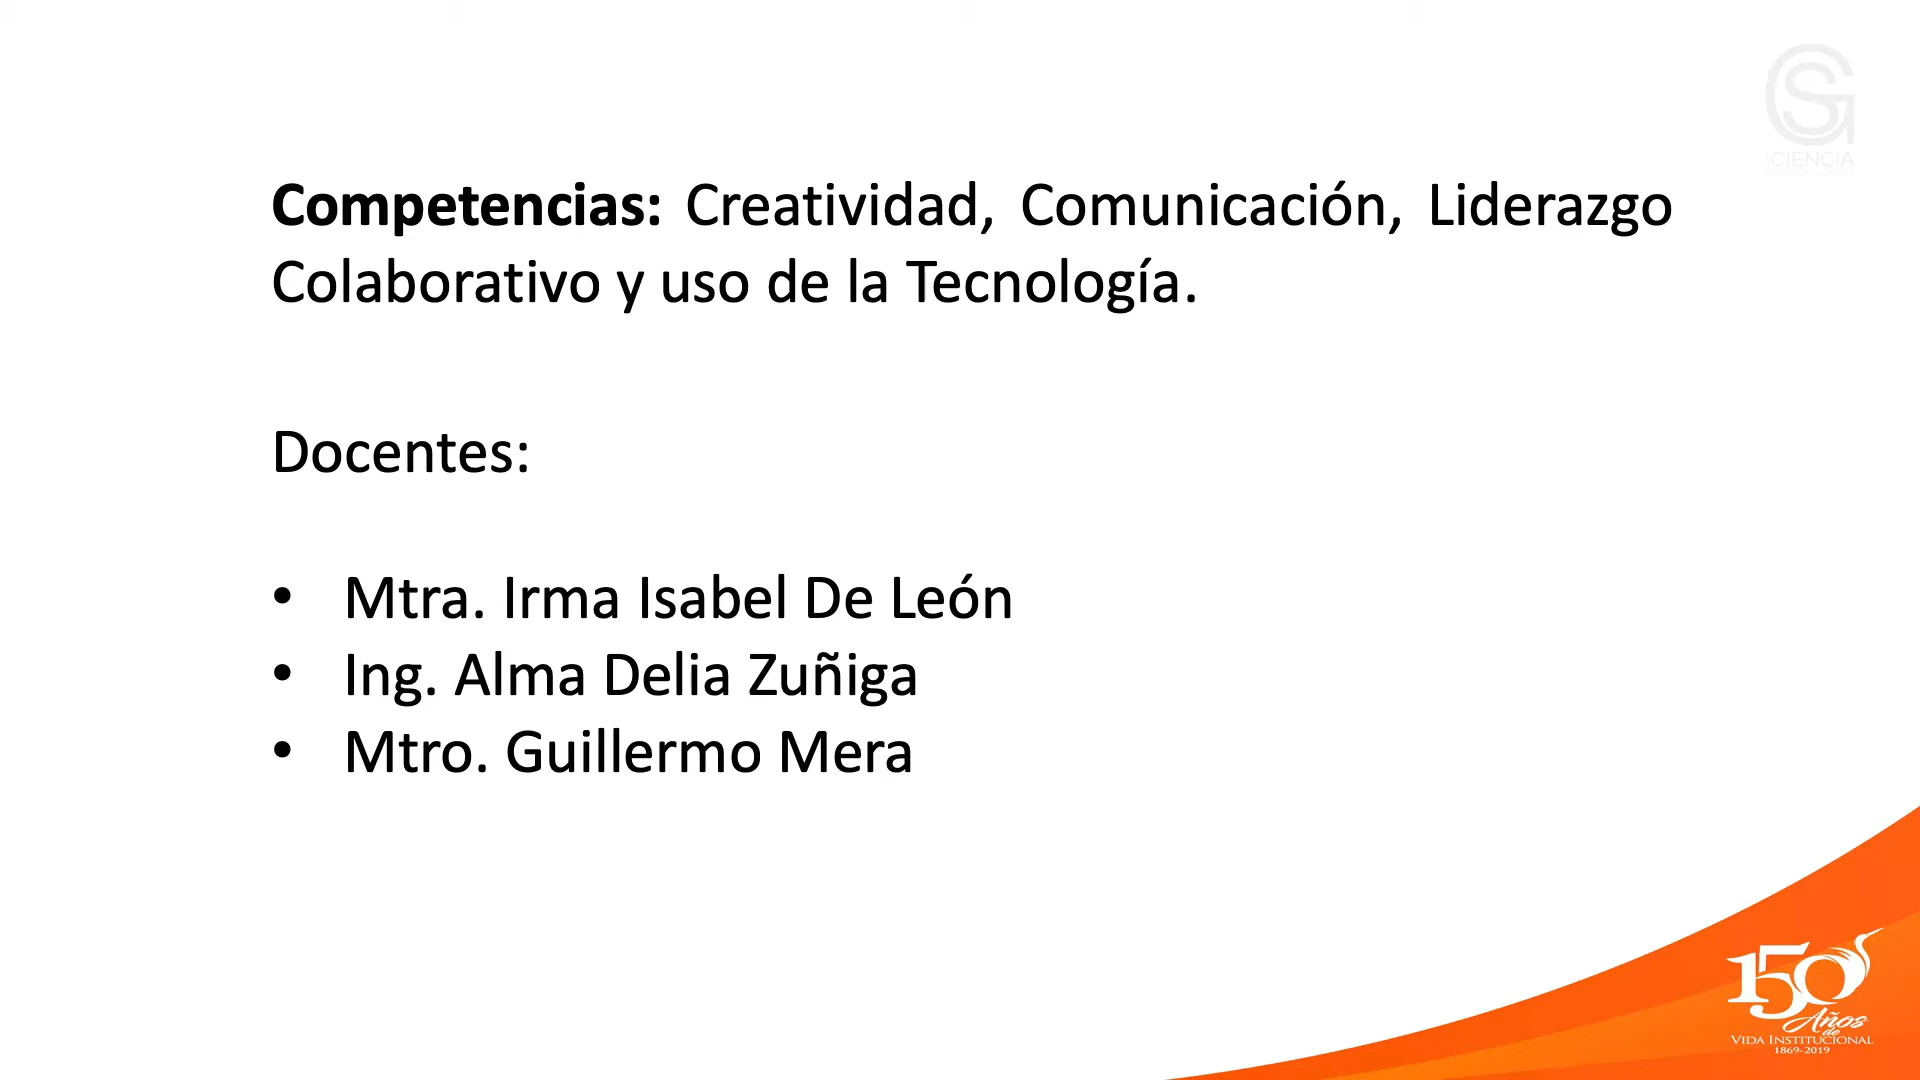 CIENCIA
Competencias: Creatividad, Comunicación, Liderazgo
Colaborativo y uso de la Tecnología.
Docentes:
• Mtra. Irma Isabel De León
• Ing. Alma Delia Zuñiga
• Mtro. Guillermo Mera
150
Años
de
VIDA INSTITUCIONAL
1869-2019